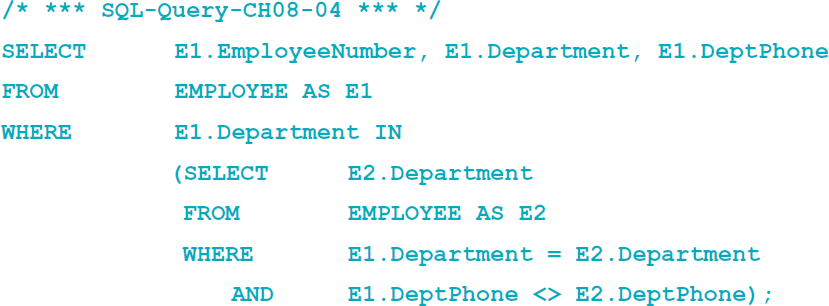 /* *** SQL-Query-CH08-04 *** */
SELECT E1.EmployeeNumber, E1.Department, E1.DeptPhone
FROM EMPLOYEE AS E1
WHERE E1.Department IN
(SELECT E2.Department
FROM EMPLOYEE AS E2
WHERE E1.Department = E2.Department
AND E1.DeptPhone <> E2.DeptPhone);